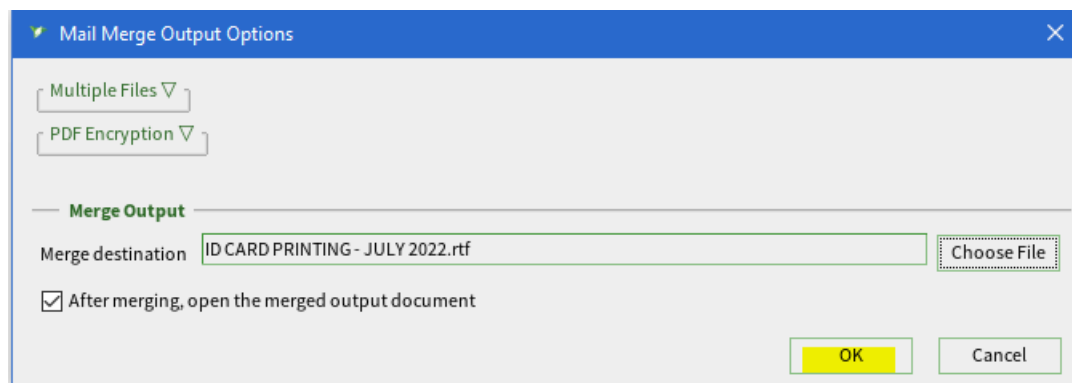 Mail Merge Output Options
Multiple Files ▽
PDF Encryption ▽
Merge Output
Merge destination ID CARD PRINTING - JULY 2022.rtf Choose File
After merging, open the merged output document
OK Cancel